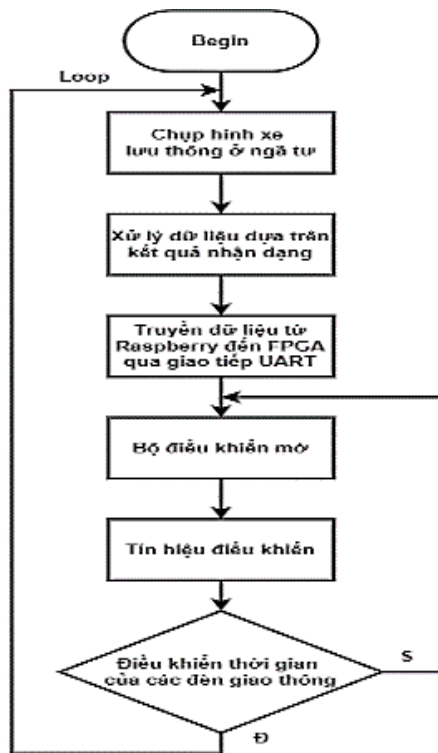 Begin
Loop
Chụp hình xe
lưu thông ở ngã tư
Xử lý dữ liệu dựa trên
kết quả nhận dạng
Truyền dữ liệu từ
Raspberry đến FPGA
qua giao tiếp UART
Bộ điều khiển mờ
Tín hiệu điều khiển
Điều khiển thời gian
của các đèn giao thông
S
Đ